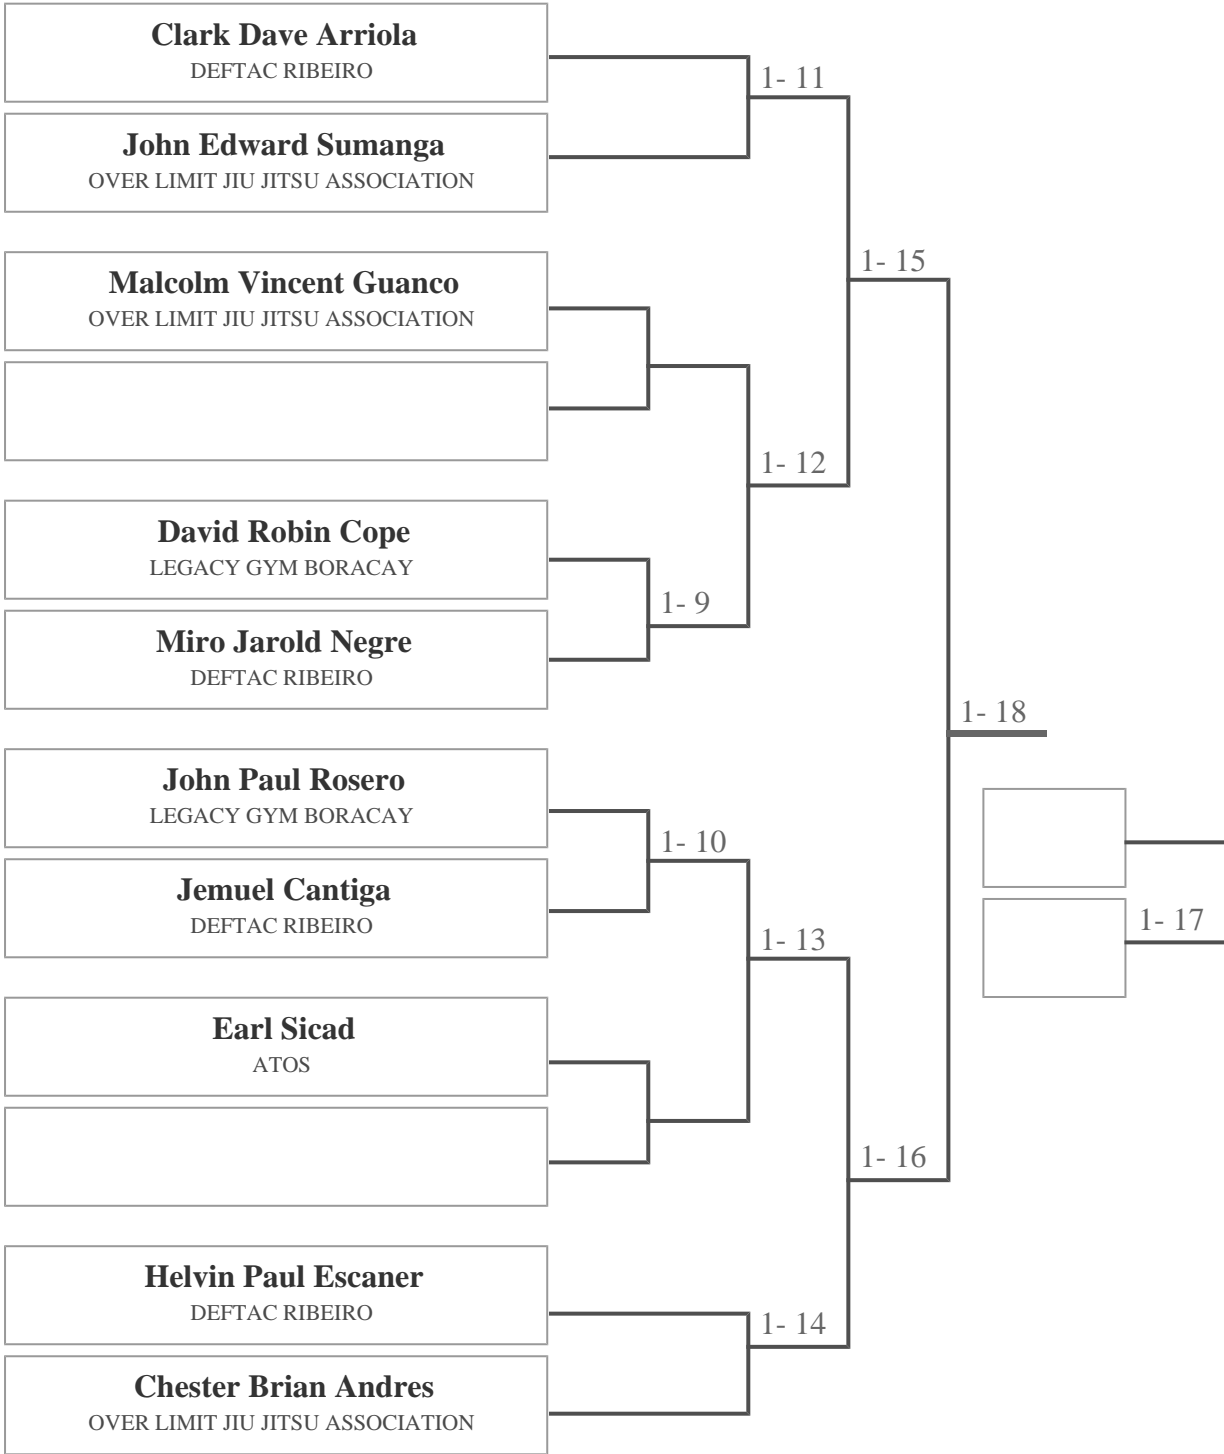 Clark Dave Arriola
DEFTAC RIBEIRO
1- 11
John Edward Sumanga
OVER LIMIT JIU JITSU ASSOCIATION
1- 15
Malcolm Vincent Guanco
OVER LIMIT JIU JITSU ASSOCIATION
1- 12
David Robin Cope
LEGACY GYM BORACAY
1- 9
Miro Jarold Negre
DEFTAC RIBEIRO
1- 18
John Paul Rosero
LEGACY GYM BORACAY
1- 10
Jemuel Cantiga
DEFTAC RIBEIRO
1- 17
1- 13
Earl Sicad
ATOS
1- 16
Helvin Paul Escaner
DEFTAC RIBEIRO
1- 14
Chester Brian Andres
OVER LIMIT JIU JITSU ASSOCIATION